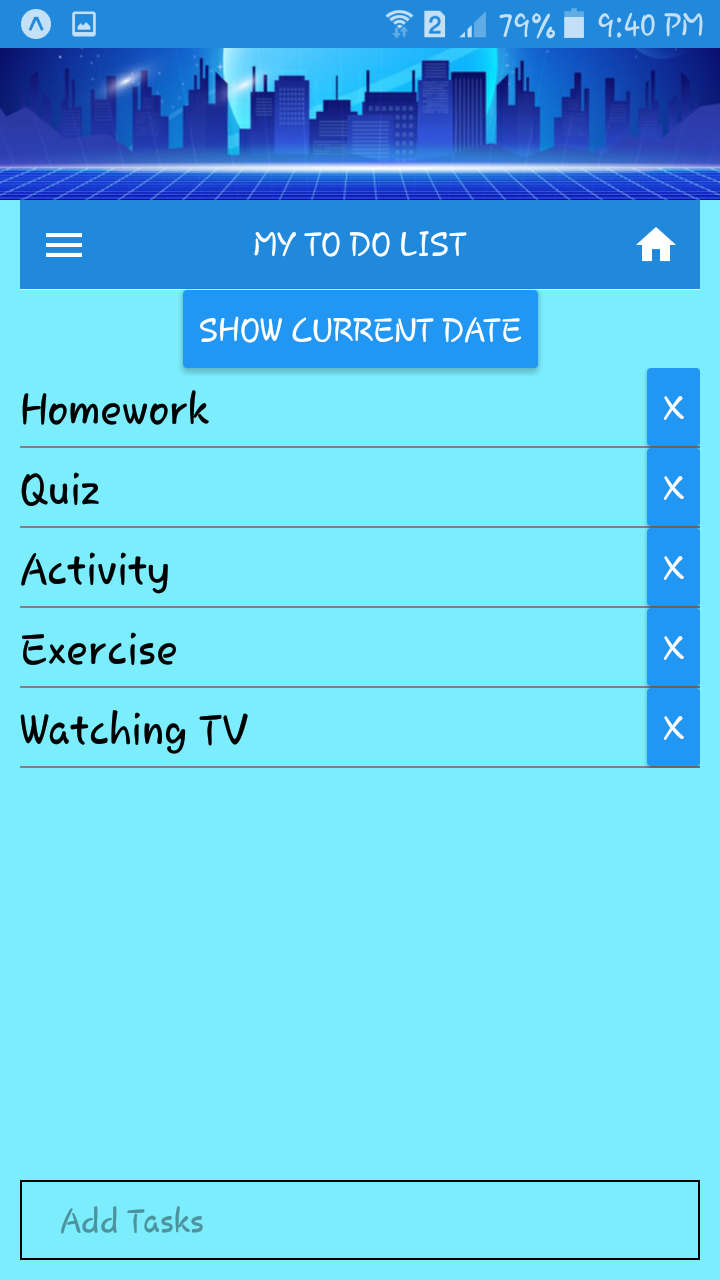 2 79% 9:40 PM
MY TO DO LIST
SHOW CURRENT DATE
Homework X
Quiz X
Activity X
Exercise X
Watching TV X
Add Tasks